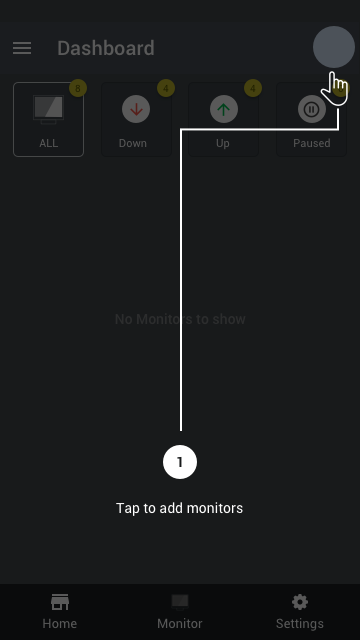 Dashboard
8
4
4
ALL
Down
Up
Paused
No Monitors to show
1
Tap to add monitors
Home
Monitor
Settings